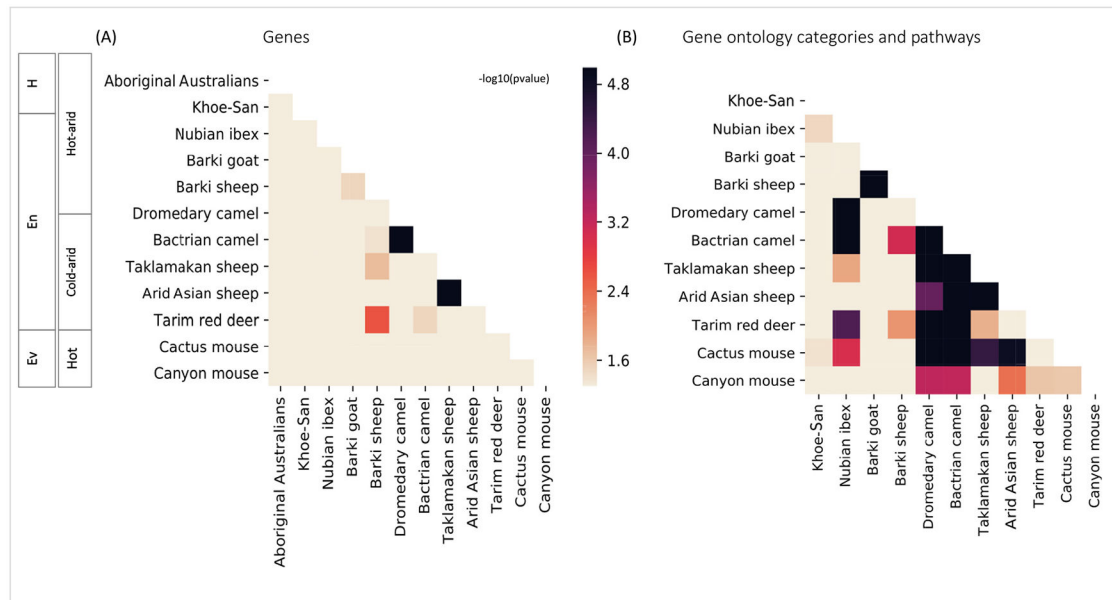 (A)
Genes
(B)
Gene ontology categories and pathways
H
En
Ev
Hot-arid
Cold-arid
Hot
Aboriginal Australians
Khoe-San
Nubian ibex
Barki goat
Barki sheep
Dromedary camel
Bactrian camel
Taklamakan sheep
Arid Asian sheep
Tarim red deer
Cactus mouse
Canyon mouse
Aboriginal Australians
Khoe-San
Nubian ibex
Barki goat
Barki sheep
Dromedary camel
Bactrian camel
Taklamakan sheep
Arid Asian sheep
Tarim red deer
Cactus mouse
Canyon mouse
-log10(pvalue)
4.8
4.0
3.2
2.4
1.6
Khoe-San
Nubian ibex
Barki goat
Barki sheep
Dromedary camel
Bactrian camel
Taklamakan sheep
Arid Asian sheep
Tarim red deer
Cactus mouse
Canyon mouse
Khoe-San
Nubian ibex
Barki goat
Barki sheep
Dromedary camel
Bactrian camel
Taklamakan sheep
Arid Asian sheep
Tarim red deer
Cactus mouse
Canyon mouse